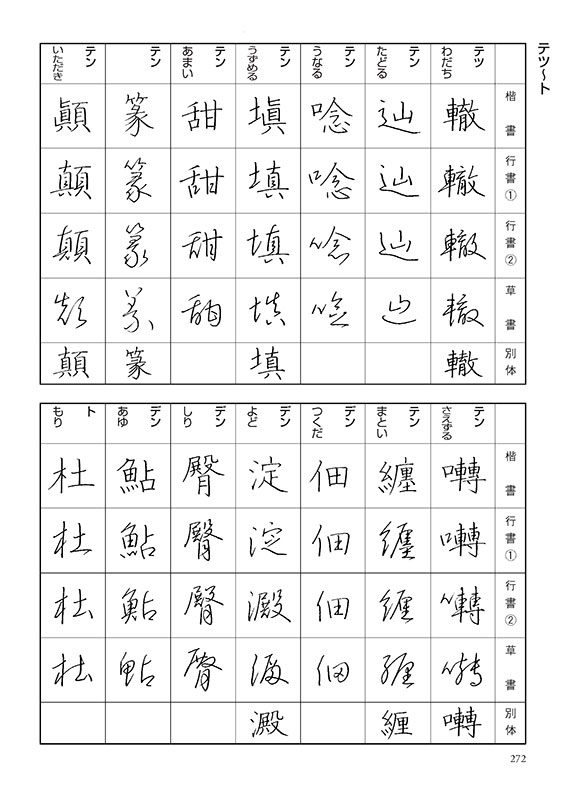 テツ〜ト
楷書
行書①
行書②
草書
別体
テツ
わだち
轍
轍
轍
轍
轍
テン
たどる
辿
辿
辿
辿
テン
うなる
唸
唸
唸
唸
テン
うずめる
塡
填
填
填
填
テン
あまい
甜
甜
甜
甜
テン
篆
篆
篆
篆
篆
テン
いただき
顚
顛
顛
顛
顛
楷書
行書①
行書②
草書
別体
テン
さえずる
囀
囀
囀
囀
囀
テン
まとい
纏
纏
緾
緾
緾
デン
つくだ
佃
佃
佃
佃
デン
よど
淀
淀
澱
澱
澱
デン
しり
臀
臀
臀
臀
デン
あゆ
鮎
鮎
鮎
鮎
ト
もり
杜
杜
杜
杜
272